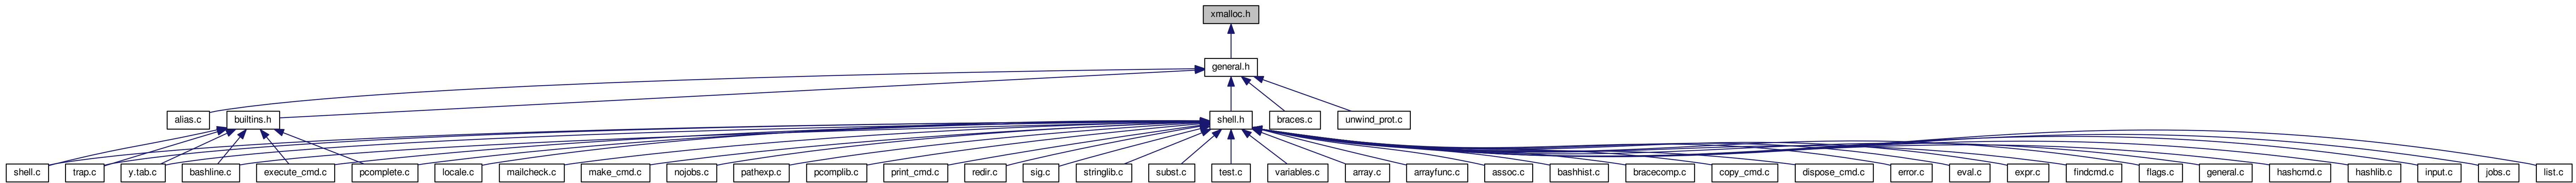 xmalloc.h
general.h
alias.c builtins.h shell.h braces.c unwind_prot.c
shell.c trap.c y.tab.c bashline.c execute_cmd.c pcomplete.c locale.c mailcheck.c make_cmd.c nojobs.c pathexp.c pcomplib.c print_cmd.c redir.c sig.c stringlib.c subst.c test.c variables.c array.c arrayfunc.c assoc.c bashhist.c bracecomp.c copy_cmd.c dispose_cmd.c error.c eval.c expr.c findcmd.c flags.c general.c hashcmd.c hashlib.c input.c jobs.c list.c